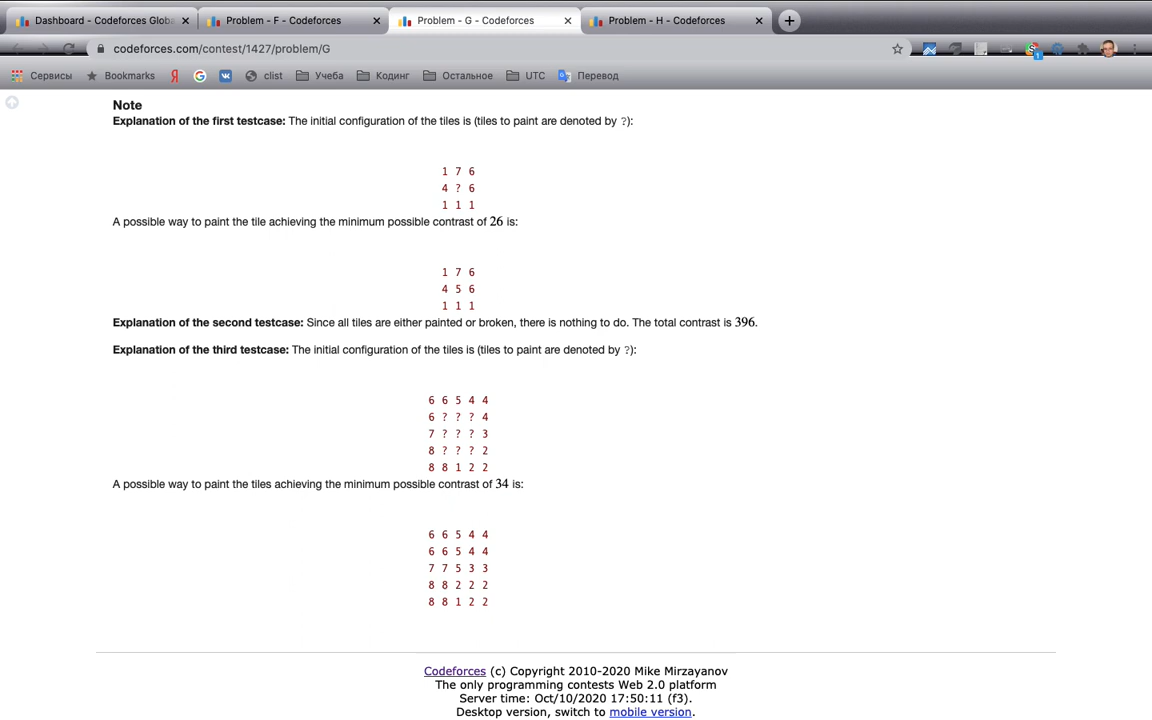 Dashboard - Codeforces Globa
Problem - F - Codeforces
Problem - G - Codeforces
Problem - H - Codeforces
codeforces.com/contest/1427/problem/G
Сервисы Bookmarks clist Учеба Кодинг Остальное UTC Перевод
Note
Explanation of the first testcase: The initial configuration of the tiles is (tiles to paint are denoted by ?):
1 7 6
4 ? 6
1 1 1
A possible way to paint the tile achieving the minimum possible contrast of 26 is:
1 7 6
4 5 6
1 1 1
Explanation of the second testcase: Since all tiles are either painted or broken, there is nothing to do. The total contrast is 396.
Explanation of the third testcase: The initial configuration of the tiles is (tiles to paint are denoted by ?):
6 6 5 4 4
6 ? ? ? 4
7 ? ? ? 3
8 ? ? ? 2
8 8 1 2 2
A possible way to paint the tiles achieving the minimum possible contrast of 34 is:
6 6 5 4 4
6 6 5 4 4
7 7 5 3 3
8 8 2 2 2
8 8 1 2 2
Codeforces (c) Copyright 2010-2020 Mike Mirzayanov
The only programming contests Web 2.0 platform
Server time: Oct/10/2020 17:50:11 (f3).
Desktop version, switch to mobile version.